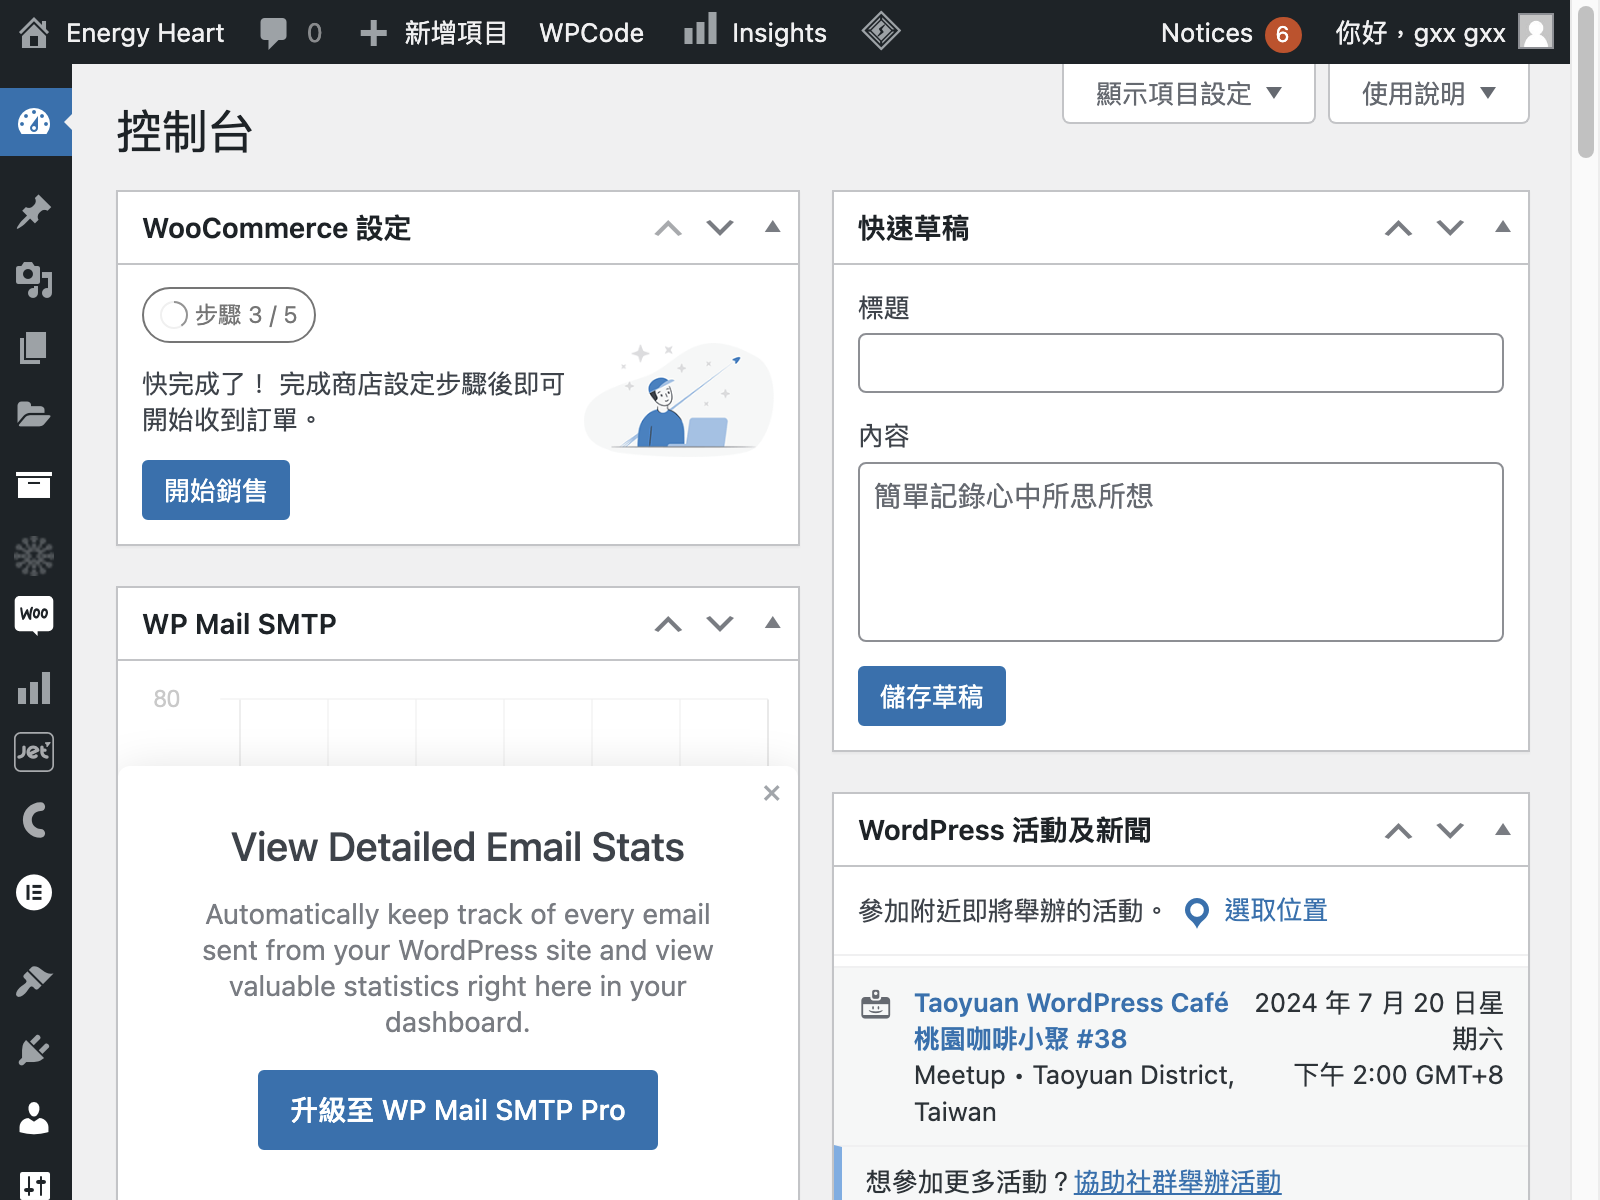 Energy Heart
0
新增項目
WPCode
Insights
Notices 6
你好，gxx gxx
顯示項目設定 ▼
使用說明 ▼
控制台
WooCommerce 設定
步驟 3 / 5
快完成了！ 完成商店設定步驟後即可
開始收到訂單。
開始銷售
WP Mail SMTP
80
×
View Detailed Email Stats
Automatically keep track of every email
sent from your WordPress site and view
valuable statistics right here in your
dashboard.
升級至 WP Mail SMTP Pro
快速草稿
標題
內容
簡單記錄心中所思所想
儲存草稿
WordPress 活動及新聞
參加附近即將舉辦的活動。 選取位置
Taoyuan WordPress Café
桃園咖啡小聚 #38
Meetup • Taoyuan District,
Taiwan
2024 年 7 月 20 日星
期六
下午 2:00 GMT+8
想參加更多活動？協助社群舉辦活動
Woo
Jet